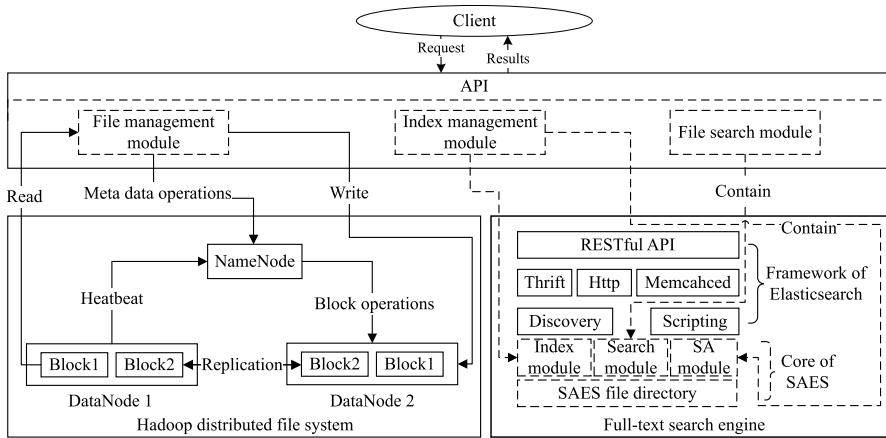 Client
Request
Results
API
File management
module
Index management
module
File search module
Read
Meta data operations
Write
Contain
Contain
NameNode
Heatbeat
Block operations
Block1
Block2
Replication
Block2
Block1
DataNode 1
DataNode 2
Hadoop distributed file system
RESTful API
Thrift
Http
Memcahced
Framework of
Elasticsearch
Discovery
Scripting
Index
module
Search
module
SA
module
Core of
SAES
SAES file directory
Full-text search engine